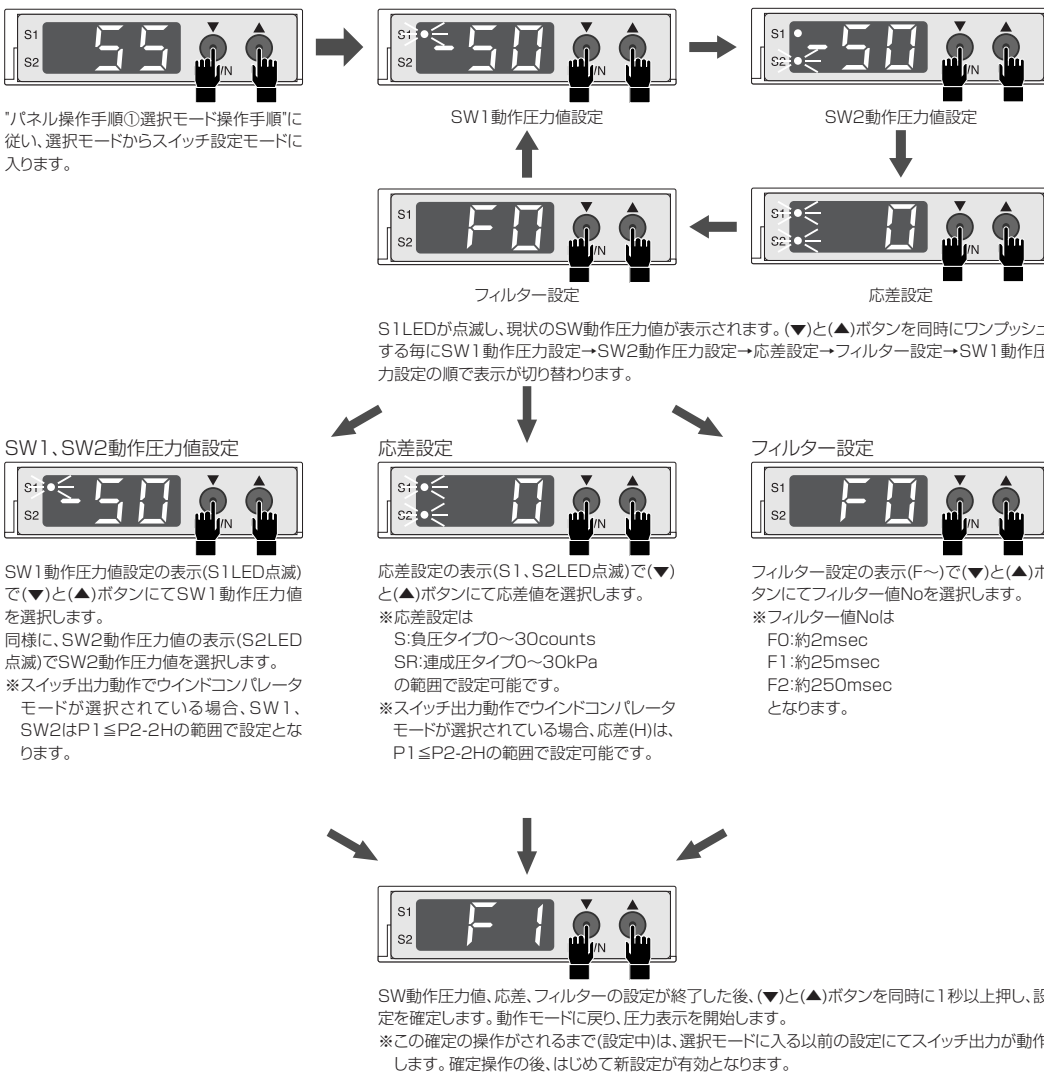 S1
S2
55
/N
S1
S2
-50
/N
S1
S2
-50
/N
"パネル操作手順①選択モード操作手順"に
従い、選択モードからスイッチ設定モードに
入ります。
SW1動作圧力値設定
SW2動作圧力値設定
S1
S2
F0
/N
S1
S2
0
/N
フィルター設定
応差設定
S1LEDが点滅し、現状のSW動作圧力値が表示されます。(▼)と(▲)ボタンを同時にワンプッシュ
する毎にSW1動作圧力設定→SW2動作圧力設定→応差設定→フィルター設定→SW1動作圧
力設定の順で表示が切り替わります。
SW1、SW2動作圧力値設定
S1
S2
-50
/N
SW1動作圧力値設定の表示(S1LED点滅)
で(▼)と(▲)ボタンにてSW1動作圧力値
を選択します。
同様に、SW2動作圧力値の表示(S2LED
点滅)でSW2動作圧力値を選択します。
※スイッチ出力動作でウインドコンパレータ
モードが選択されている場合、SW1、
SW2はP1≦P2-2Hの範囲で設定とな
ります。
応差設定
S1
S2
0
/N
応差設定の表示(S1、S2LED点滅)で(▼)
と(▲)ボタンにて応差値を選択します。
※応差設定は
S:負圧タイプ0〜30counts
SR:連成圧タイプ0〜30kPa
の範囲で設定可能です。
※スイッチ出力動作でウインドコンパレータ
モードが選択されている場合、応差(H)は、
P1≦P2-2Hの範囲で設定可能です。
フィルター設定
S1
S2
F0
/N
フィルター設定の表示(F〜)で(▼)と(▲)ボ
タンにてフィルター値Noを選択します。
※フィルター値Noは
F0:約2msec
F1:約25msec
F2:約250msec
となります。
S1
S2
F1
/N
SW動作圧力値、応差、フィルターの設定が終了した後、(▼)と(▲)ボタンを同時に1秒以上押し、設
定を確定します。動作モードに戻り、圧力表示を開始します。
※この確定の操作がされるまで(設定中)は、選択モードに入る以前の設定にてスイッチ出力が動作
します。確定操作の後、はじめて新設定が有効となります。